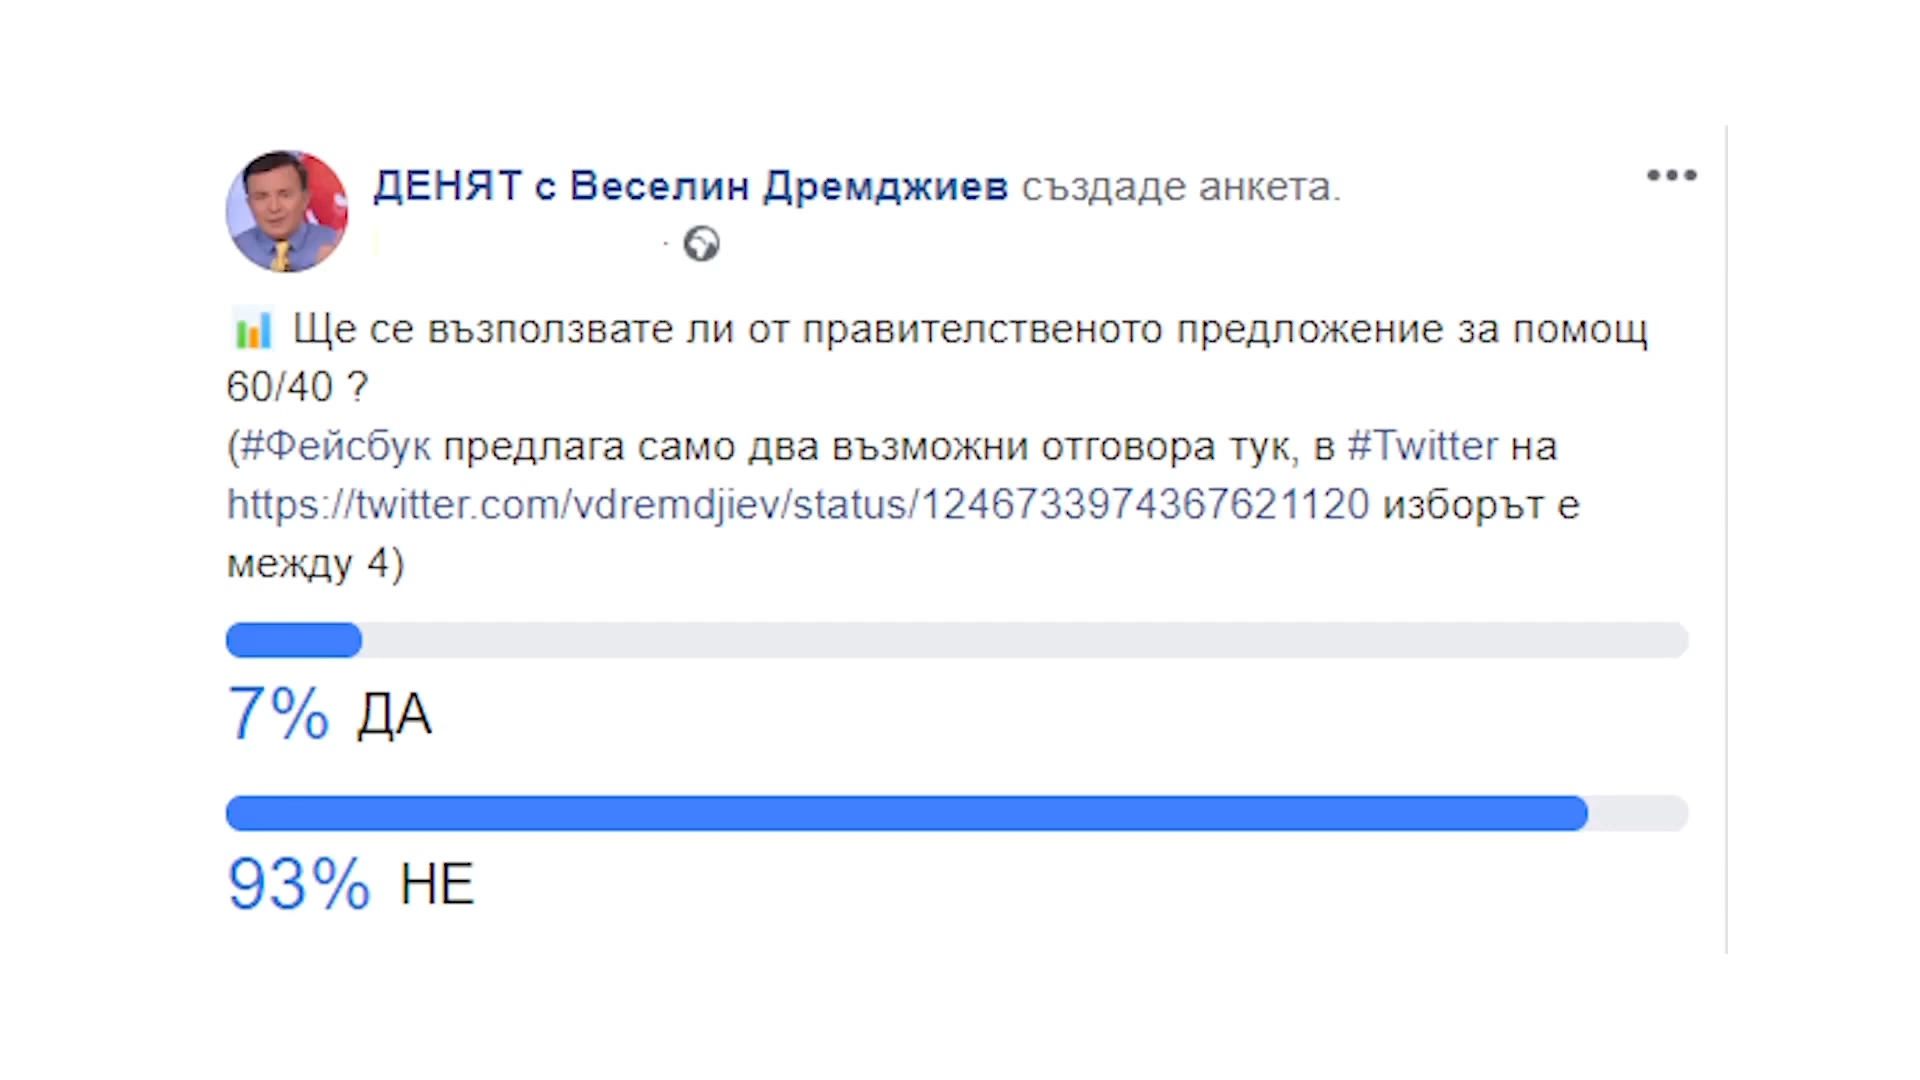 ДЕНЯТ с Веселин Дремджиев създаде анкета.
Ще се възползвате ли от правителственото предложение за помощ
60/40 ?
(#Фейсбук предлага само два възможни отговора тук, в #Twitter на
https://twitter.com/vdremdjiev/status/1246733974367621120 изборът е
между 4)
7% ДА
93% НЕ